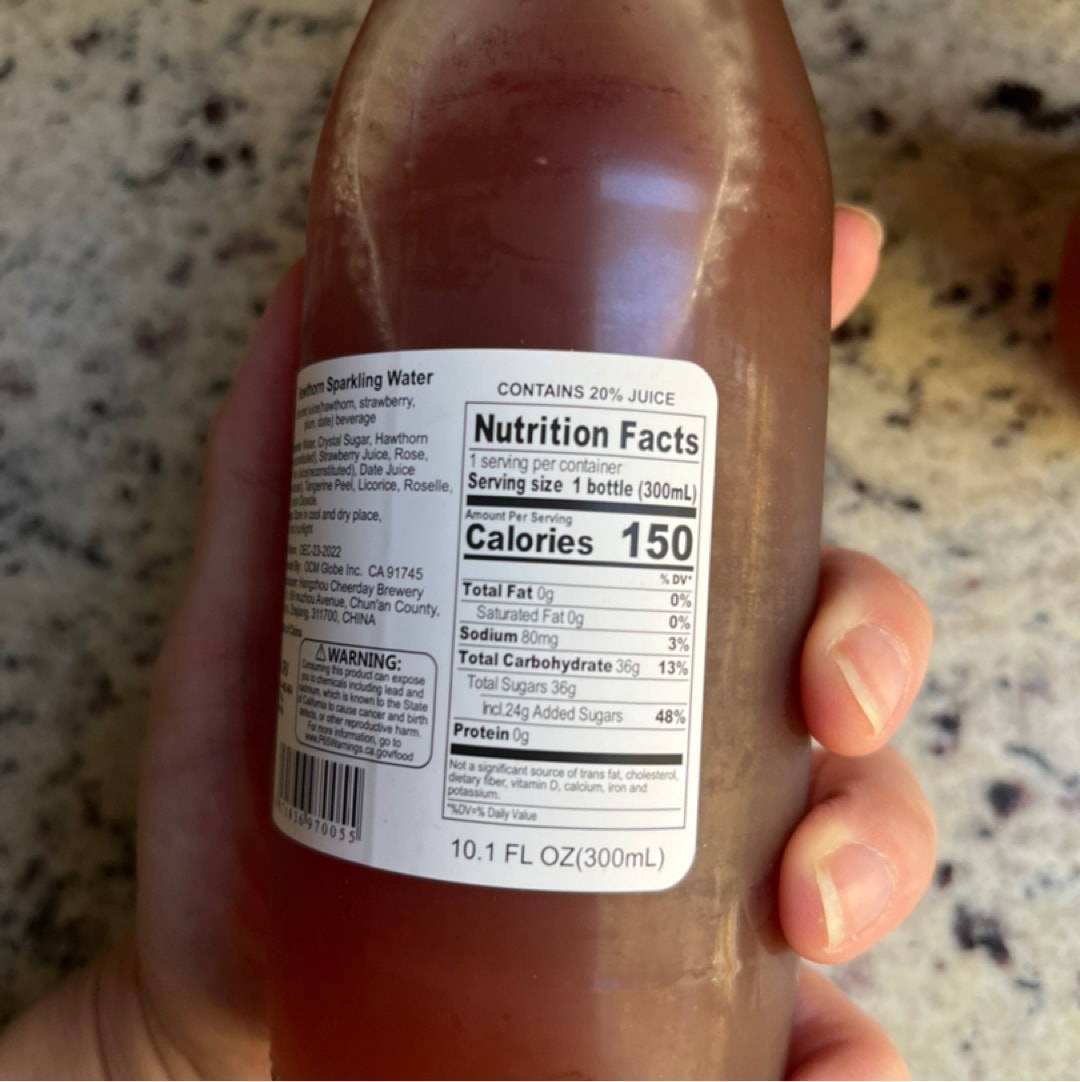 Sparkling Water
strawberry,
date) beverage
Water, Crystal Sugar, Hawthorn
Strawberry Juice, Rose,
Date Juice
Tangerine Peel, Licorice, Roselle,
in cool and dry place,
DEC-23-2022
By: GCM Globe Inc. CA 91745
Hangzhou Cheerday Brewery
Avenue, Chun'an County,
311700, CHINA
⚠WARNING:
Consuming this product can expose
you to chemicals including lead and
cadmium, which is known to the State
of California to cause cancer and birth
defects, or other reproductive harm.
For more information, go to
www.P65Warnings.ca.gov/food
970055
CONTAINS 20% JUICE
Nutrition Facts
1 serving per container
Serving size 1 bottle (300mL)
Amount Per Serving
Calories 150
% DV*
Total Fat 0g 0%
Saturated Fat 0g 0%
Sodium 80mg 3%
Total Carbohydrate 36g 13%
Total Sugars 36g
Incl.24g Added Sugars 48%
Protein 0g
Not a significant source of trans fat, cholesterol,
dietary fiber, vitamin D, calcium, iron and
potassium.
*%DV=% Daily Value
10.1 FL OZ(300mL)